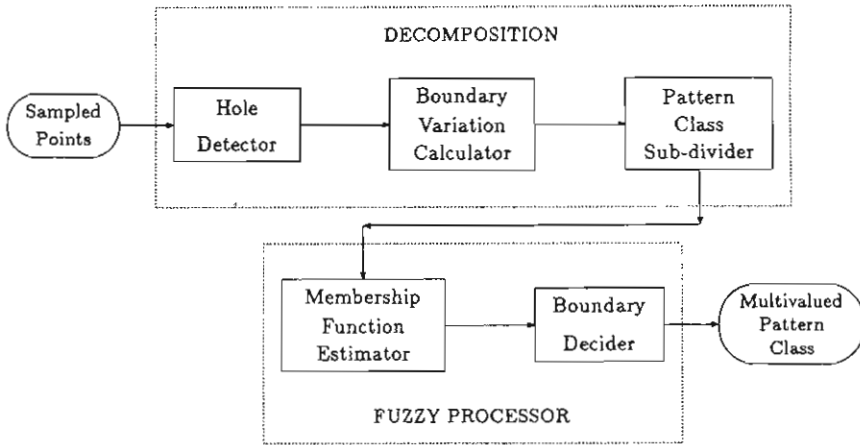 DECOMPOSITION
Sampled
Points
Hole
Detector
Boundary
Variation
Calculator
Pattern
Class
Sub-divider
Membership
Function
Estimator
Boundary
Decider
Multivalued
Pattern
Class
FUZZY PROCESSOR